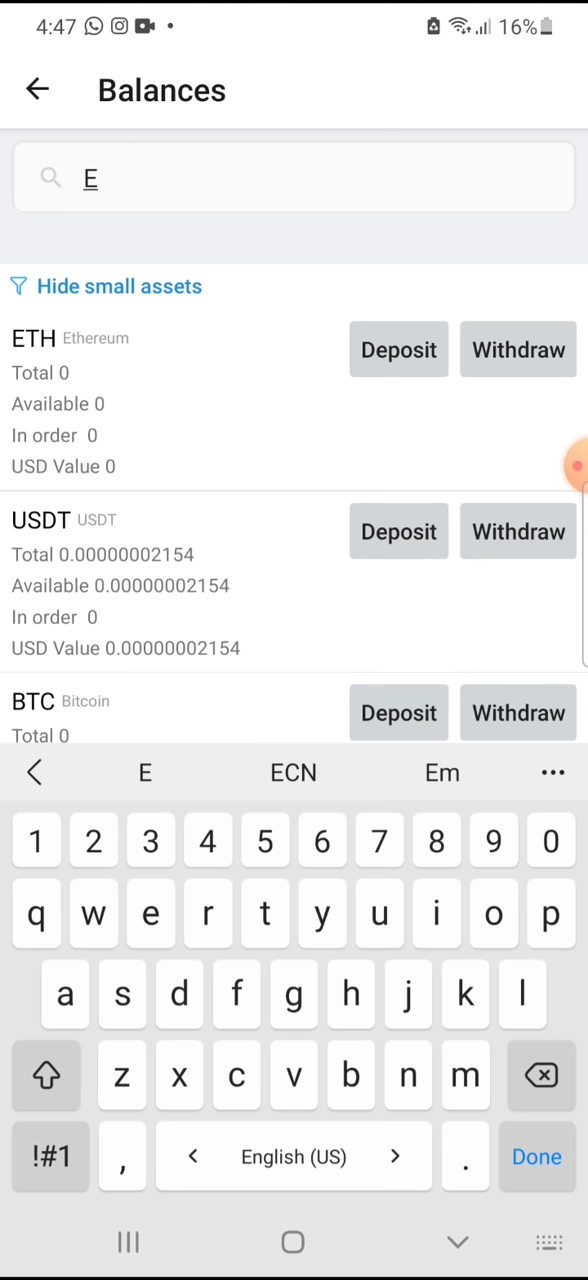 4:47 16%
Balances
E
Hide small assets
ETH Ethereum
Deposit
Withdraw
Total 0
Available 0
In order 0
USD Value 0
USDT USDT
Deposit
Withdraw
Total 0.00000002154
Available 0.00000002154
In order 0
USD Value 0.00000002154
BTC Bitcoin
Deposit
Withdraw
Total 0
E ECN Em
1 2 3 4 5 6 7 8 9 0
q w e r t y u i o p
a s d f g h j k l
z x c v b n m
!#1 , < English (US) > . Done